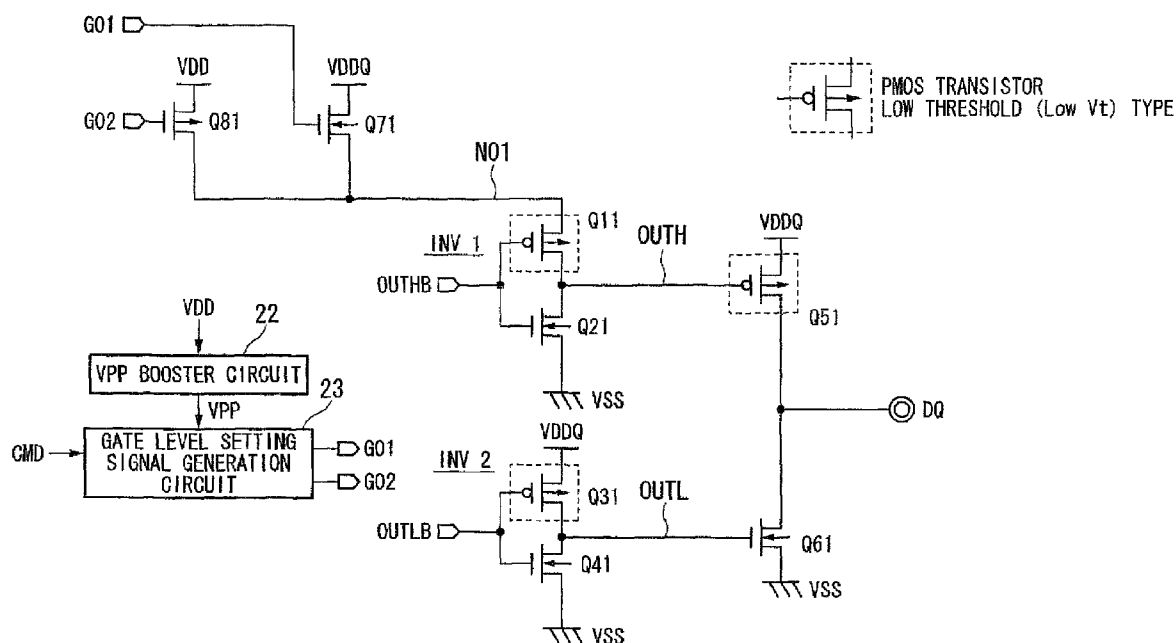 G01
VDD
VDDQ
G02
Q81
Q71
PMOS TRANSISTOR
LOW THRESHOLD (Low Vt) TYPE
N01
Q11
INV 1
OUTH
VDDQ
OUTHB
Q21
Q51
VDD
22
VPP BOOSTER CIRCUIT
VSS
VPP
23
DQ
CMD
GATE LEVEL SETTING
SIGNAL GENERATION
CIRCUIT
G01
G02
VDDQ
INV 2
Q31
OUTL
OUTLB
Q41
Q61
VSS
VSS